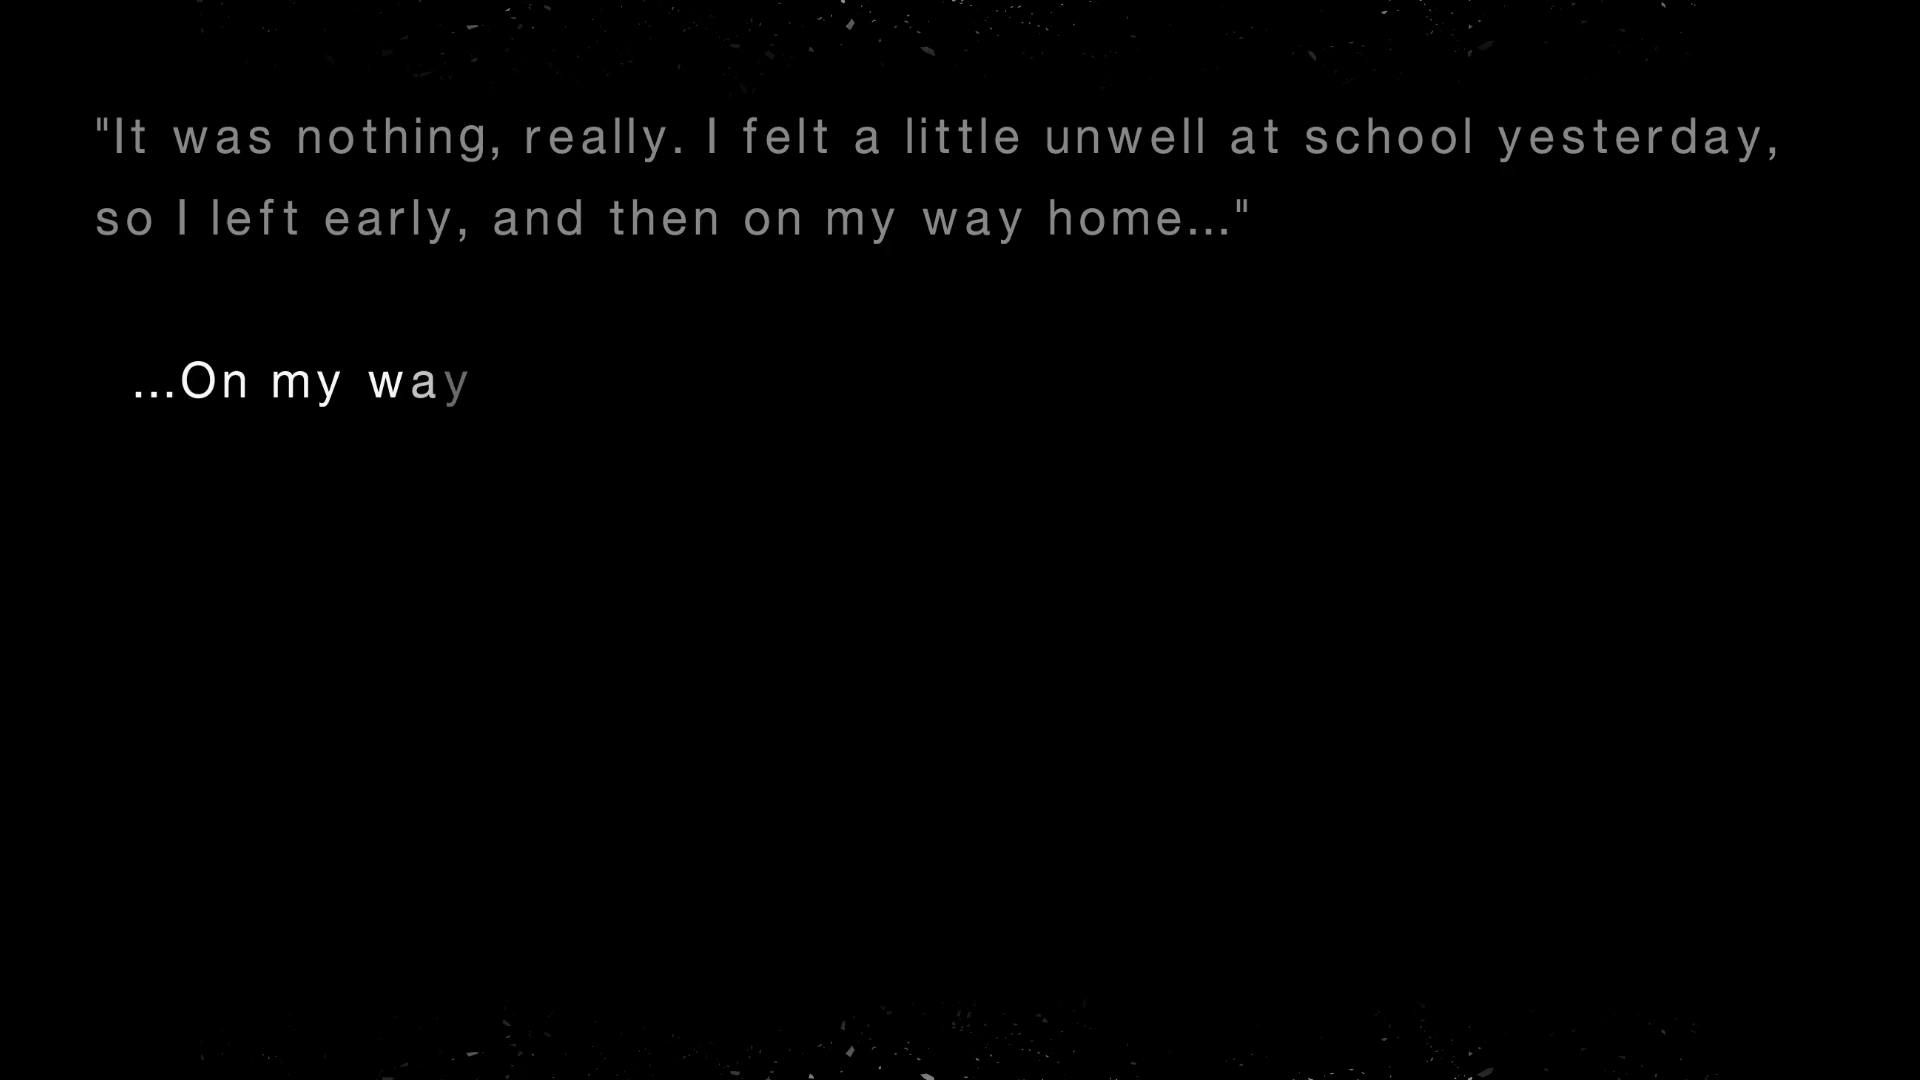 "It was nothing, really. I felt a little unwell at school yesterday,
so I left early, and then on my way home..."
...On my way